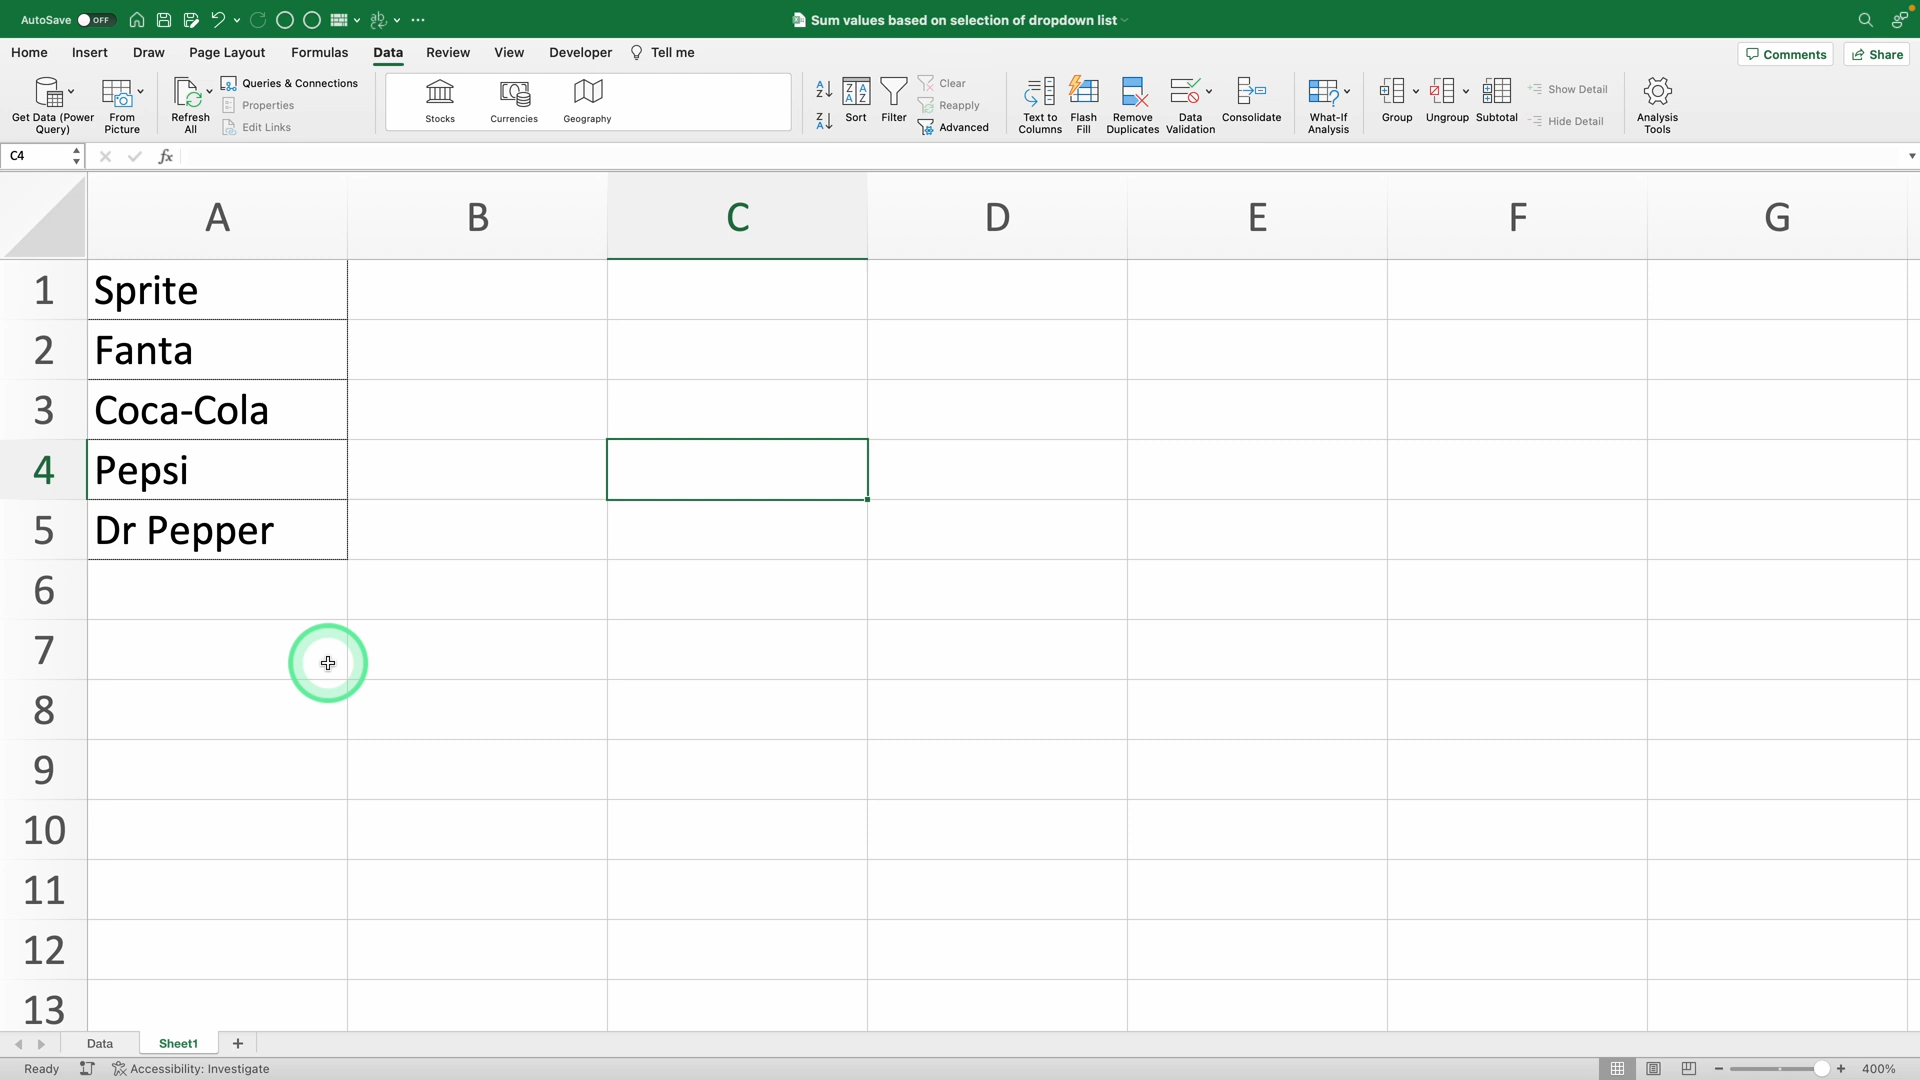 AutoSave OFF
Sum values based on selection of dropdown list
Home Insert Draw Page Layout Formulas Data Review View Developer Tell me
Comments Share
Get Data (Power Query)
From Picture
Refresh All
Queries & Connections
Properties
Edit Links
Stocks
Currencies
Geography
Sort
Filter
Clear
Reapply
Advanced
Text to Columns
Flash Fill
Remove Duplicates
Data Validation
Consolidate
What-If Analysis
Group
Ungroup
Subtotal
Show Detail
Hide Detail
Analysis Tools
C4 fx
A B C D E F G
1 Sprite
2 Fanta
3 Coca-Cola
4 Pepsi
5 Dr Pepper
6
7
8
9
10
11
12
13
Data Sheet1 +
Ready Accessibility: Investigate 400%